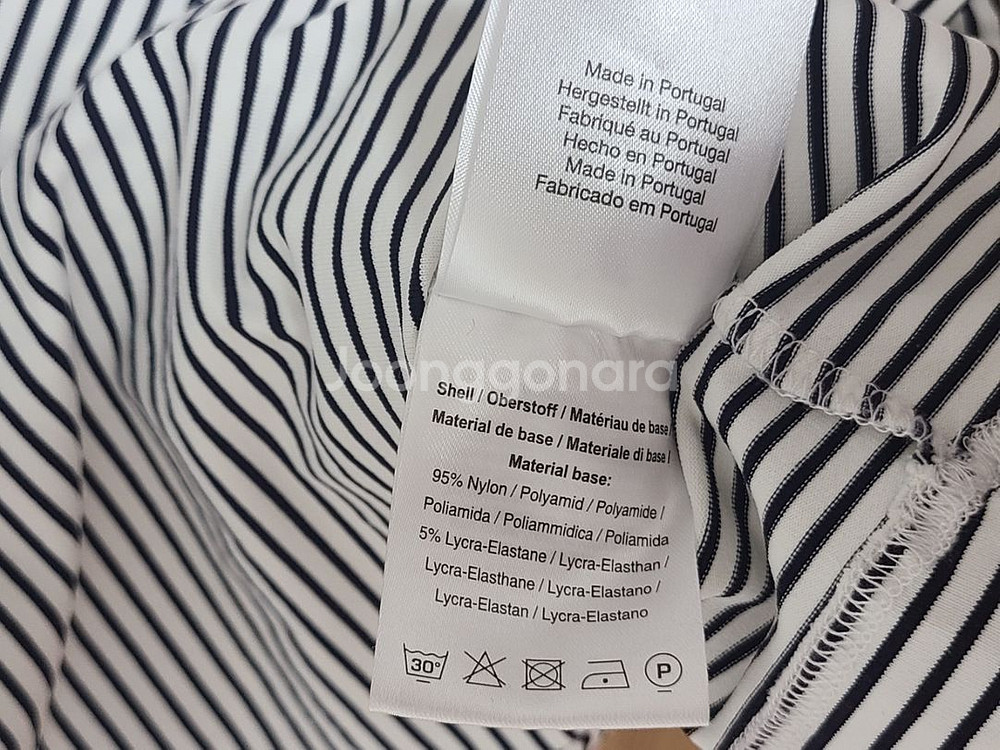 Made in Portugal
Hergestellt in Portugal
Fabriqué au Portugal
Hecho en Portugal
Made in Portugal
Fabricado em Portugal
Joonggonara
Shell / Oberstoff / Matériau de base /
Material de base / Materiale di base /
Material base:
95% Nylon / Polyamid / Polyamide /
Poliamida / Poliammidica / Poliamida
5% Lycra-Elastane / Lycra-Elasthan /
Lycra-Elasthane / Lycra-Elastano /
Lycra-Elastan / Lycra-Elastano
30° P